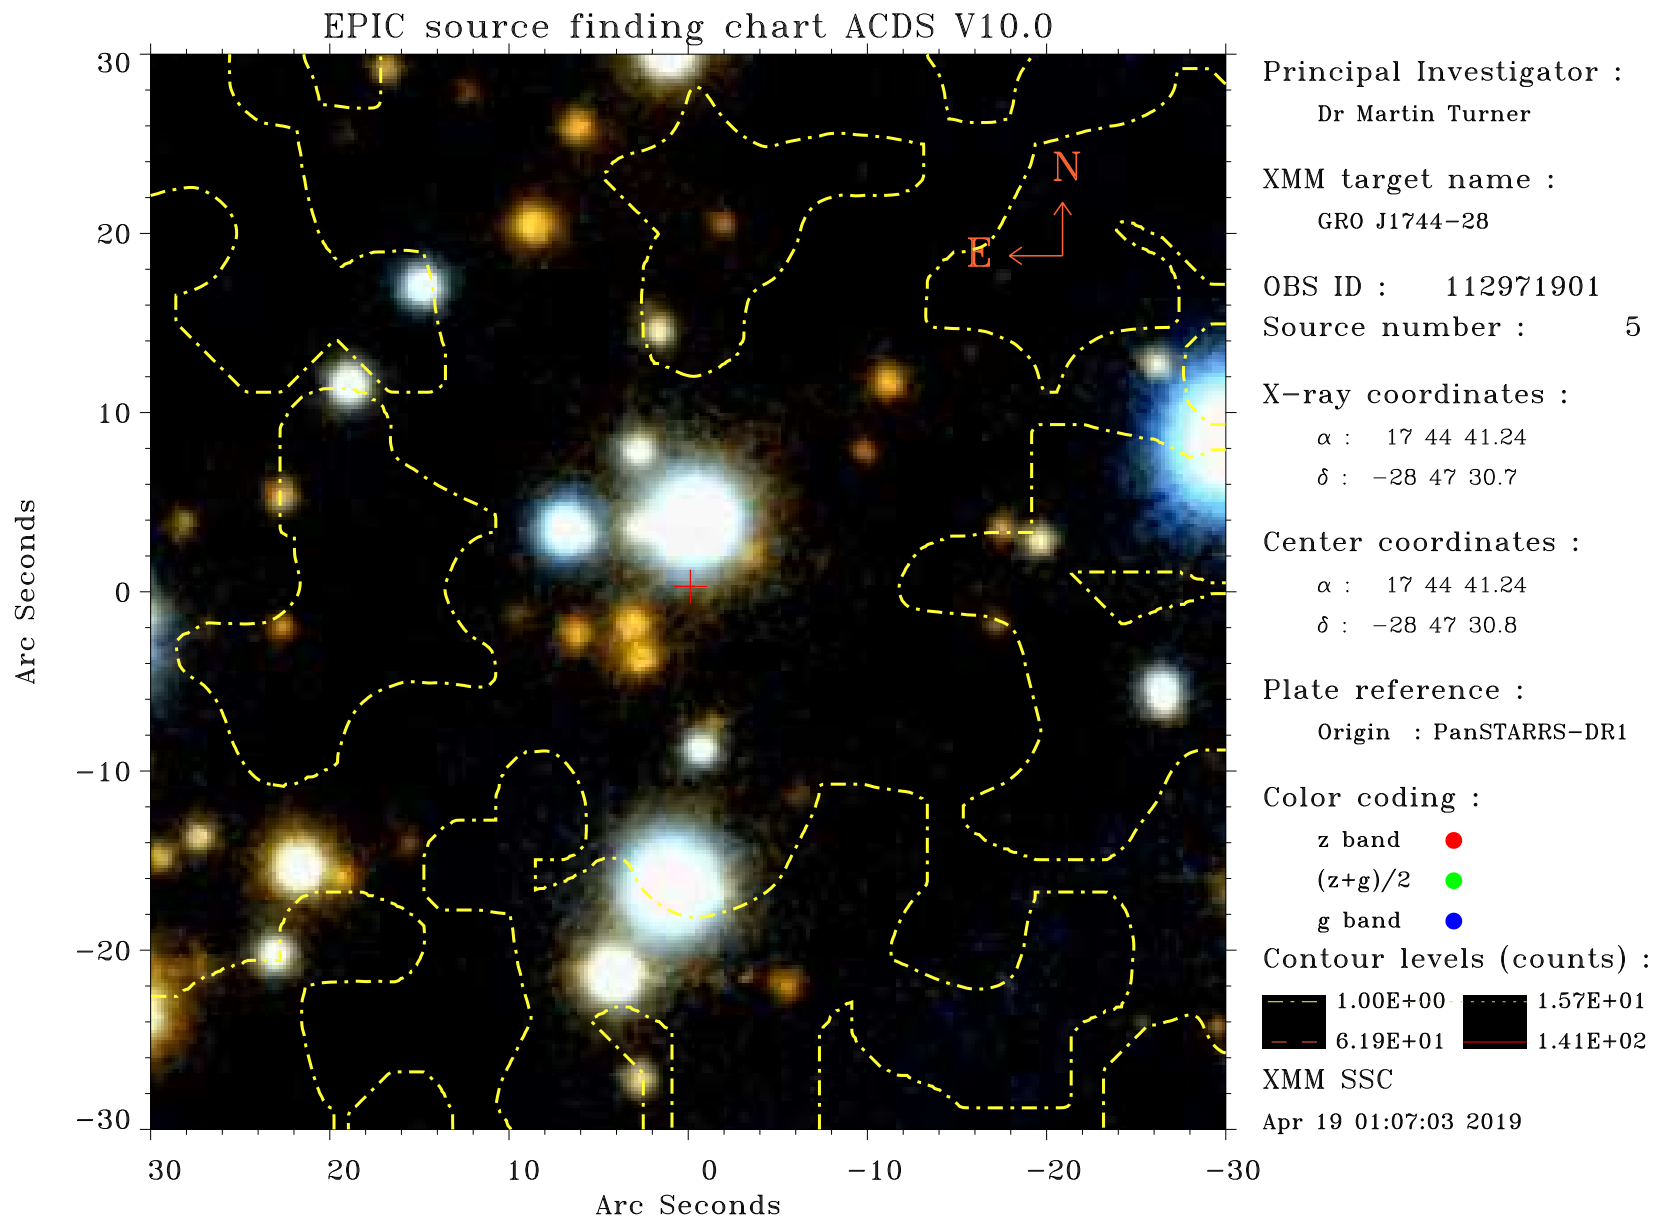 EPIC source finding chart ACDS V10.0
30
20
10
0
-10
-20
-30
Arc Seconds
30 20 10 0 -10 -20 -30
Arc Seconds
N
E
Principal Investigator :
Dr Martin Turner
XMM target name :
GRO J1744-28
OBS ID : 112971901
Source number : 5
X-ray coordinates :
α : 17 44 41.24
δ : -28 47 30.7
Center coordinates :
α : 17 44 41.24
δ : -28 47 30.8
Plate reference :
Origin : PanSTARRS-DR1
Color coding :
z band
(z+g)/2
g band
Contour levels (counts) :
1.00E+00 1.57E+01
6.19E+01 1.41E+02
XMM SSC
Apr 19 01:07:03 2019